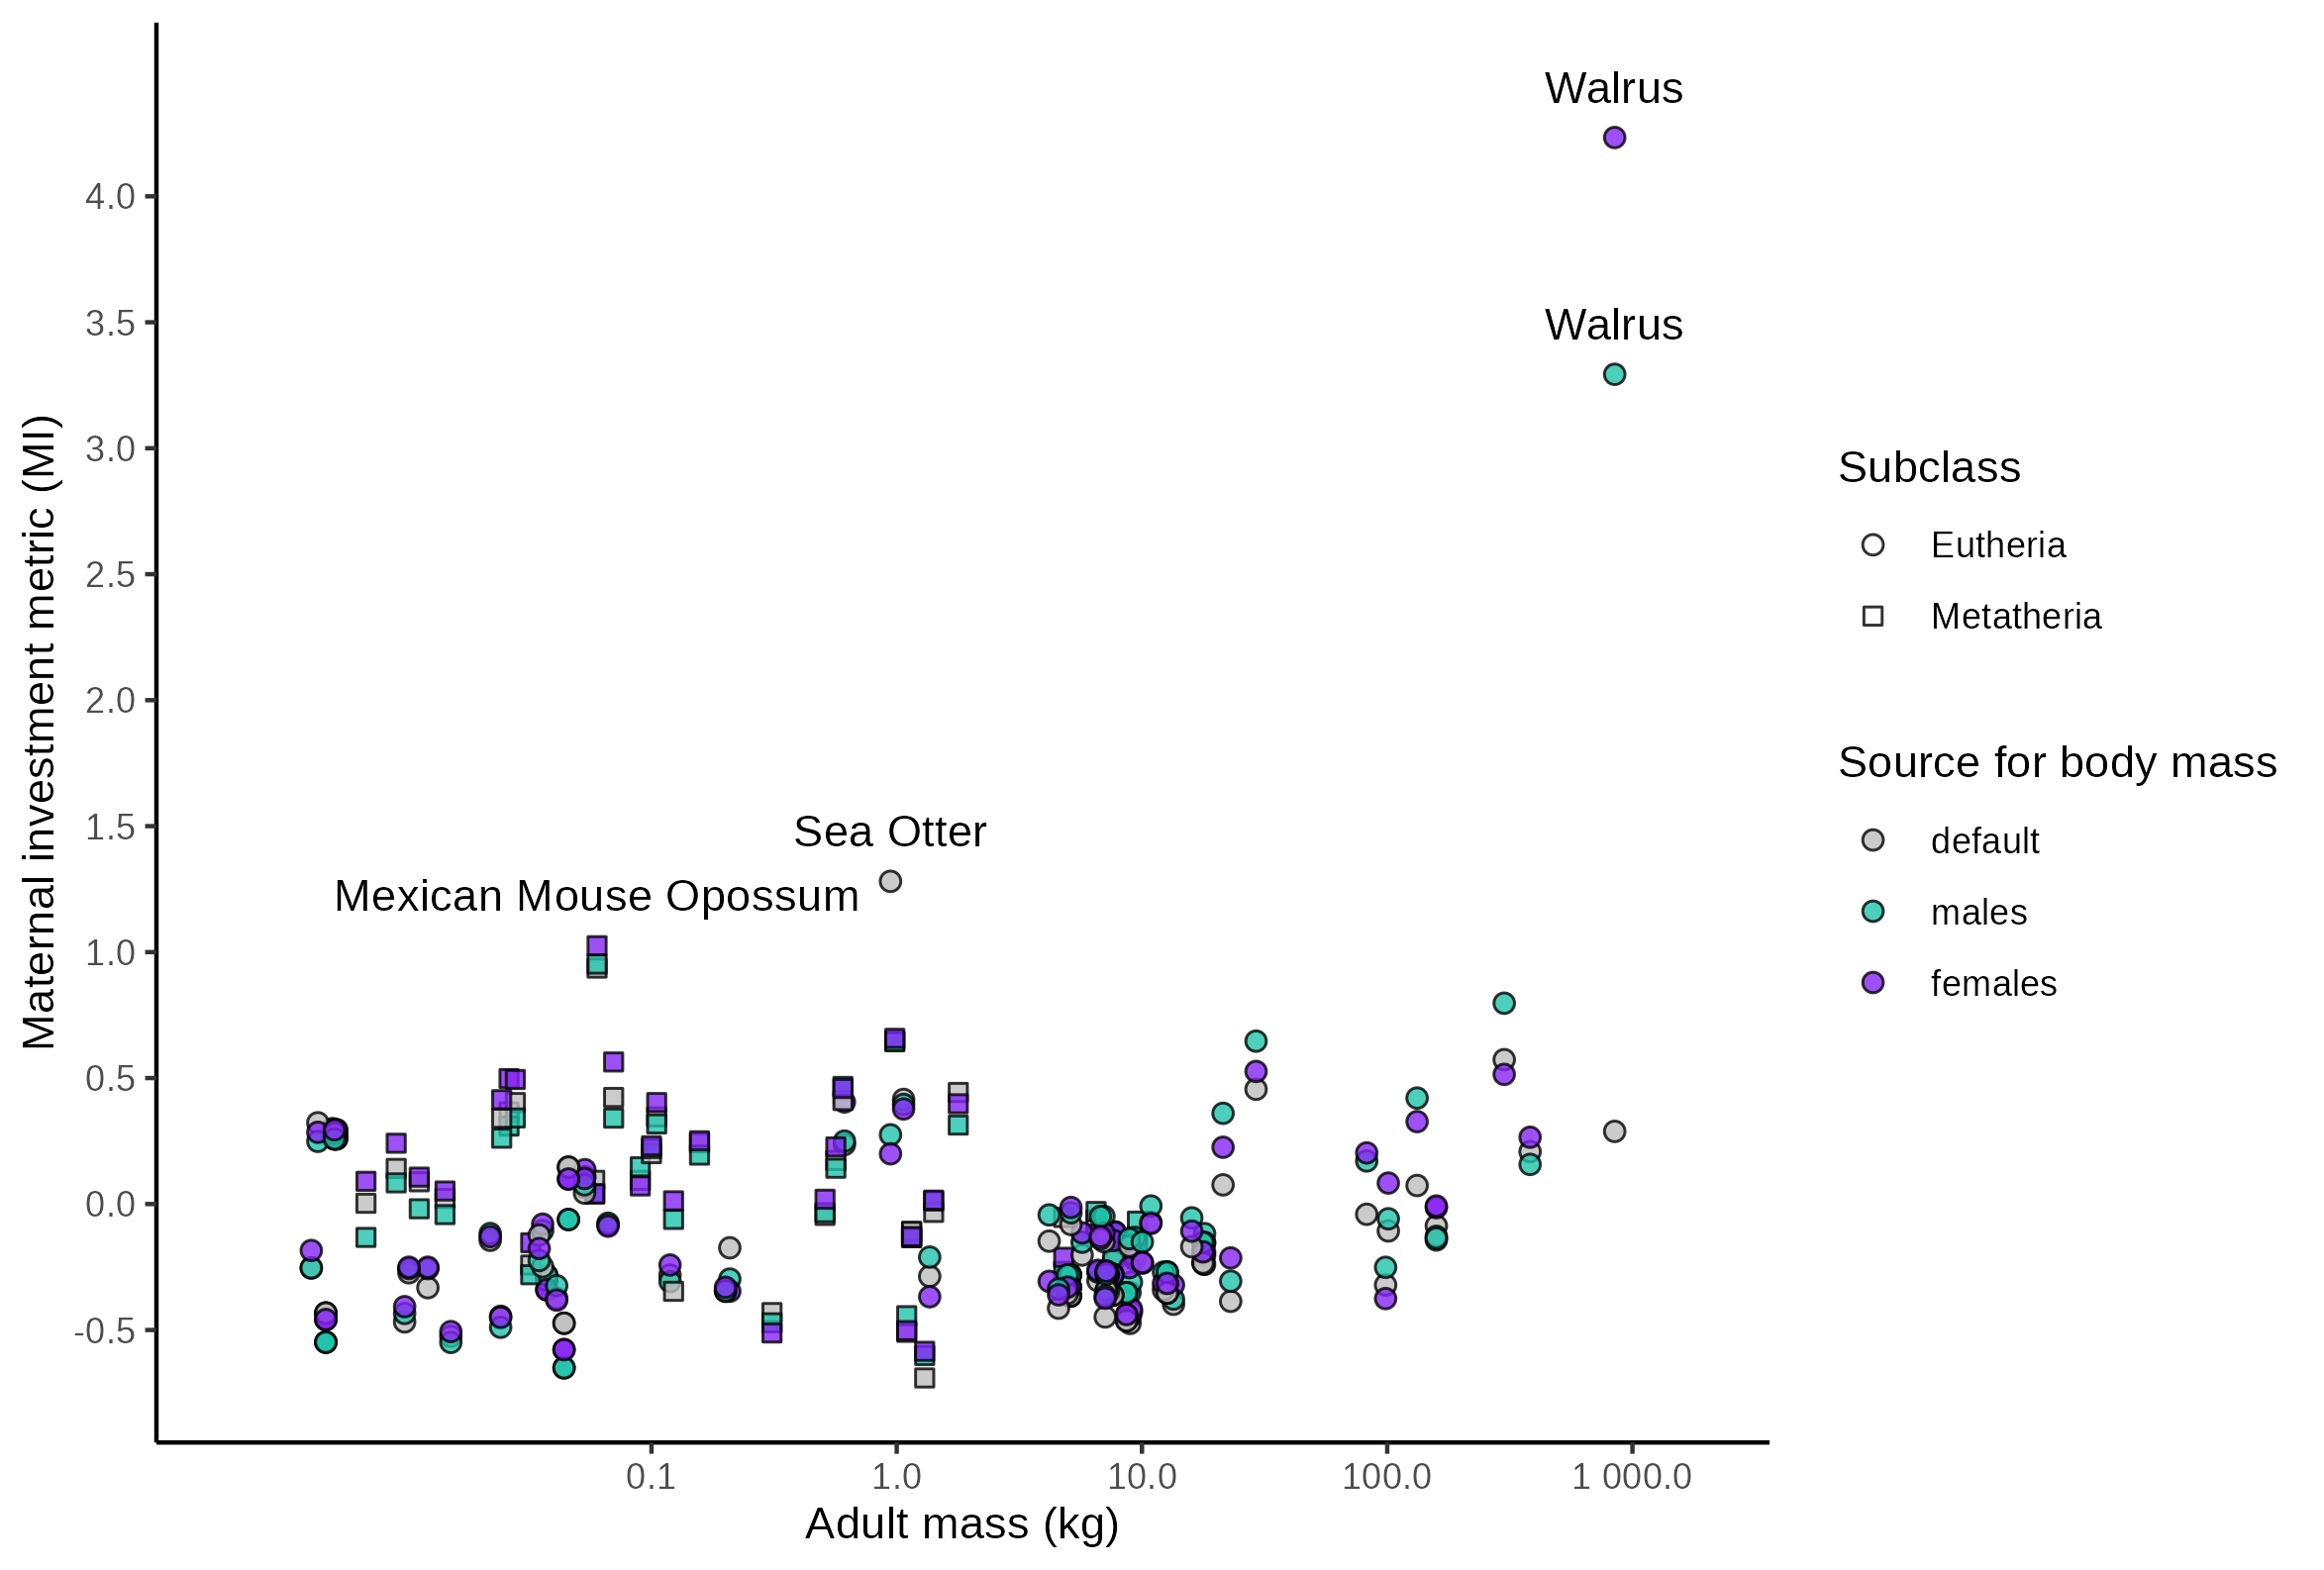 Walrus
Walrus
Sea Otter
Mexican Mouse Opossum
Maternal investment metric (MI)
4.0
3.5
3.0
2.5
2.0
1.5
1.0
0.5
0.0
-0.5
0.1
1.0
10.0
100.0
1 000.0
Adult mass (kg)
Subclass
Eutheria
Metatheria
Source for body mass
default
males
females